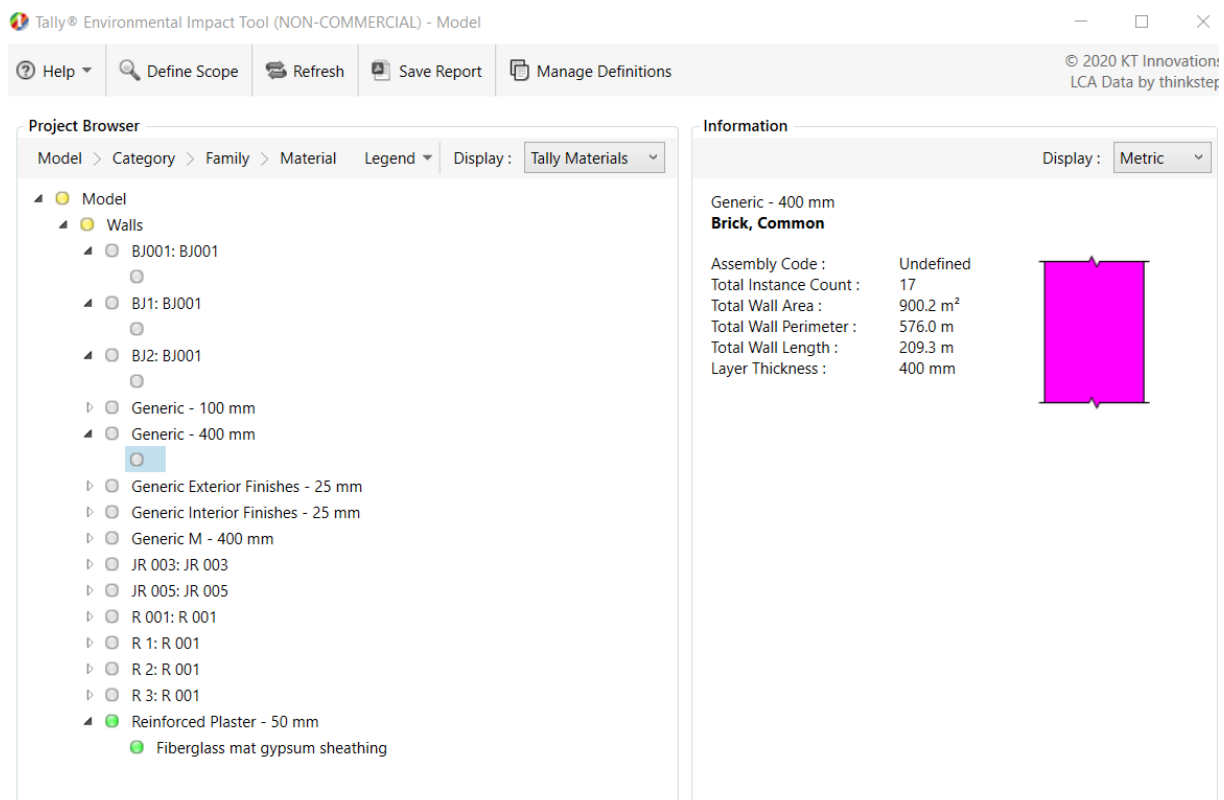 Tally® Environmental Impact Tool (NON-COMMERCIAL) - Model
Help Define Scope Refresh Save Report Manage Definitions
© 2020 KT Innovations
LCA Data by thinkstep
Project Browser
Model > Category > Family > Material Legend Display : Tally Materials
Model
Walls
BJ001: BJ001
BJ1: BJ001
BJ2: BJ001
Generic - 100 mm
Generic - 400 mm
Generic Exterior Finishes - 25 mm
Generic Interior Finishes - 25 mm
Generic M - 400 mm
JR 003: JR 003
JR 005: JR 005
R 001: R 001
R 1: R 001
R 2: R 001
R 3: R 001
Reinforced Plaster - 50 mm
Fiberglass mat gypsum sheathing
Information
Display : Metric
Generic - 400 mm
Brick, Common
Assembly Code : Undefined
Total Instance Count : 17
Total Wall Area : 900.2 m²
Total Wall Perimeter : 576.0 m
Total Wall Length : 209.3 m
Layer Thickness : 400 mm